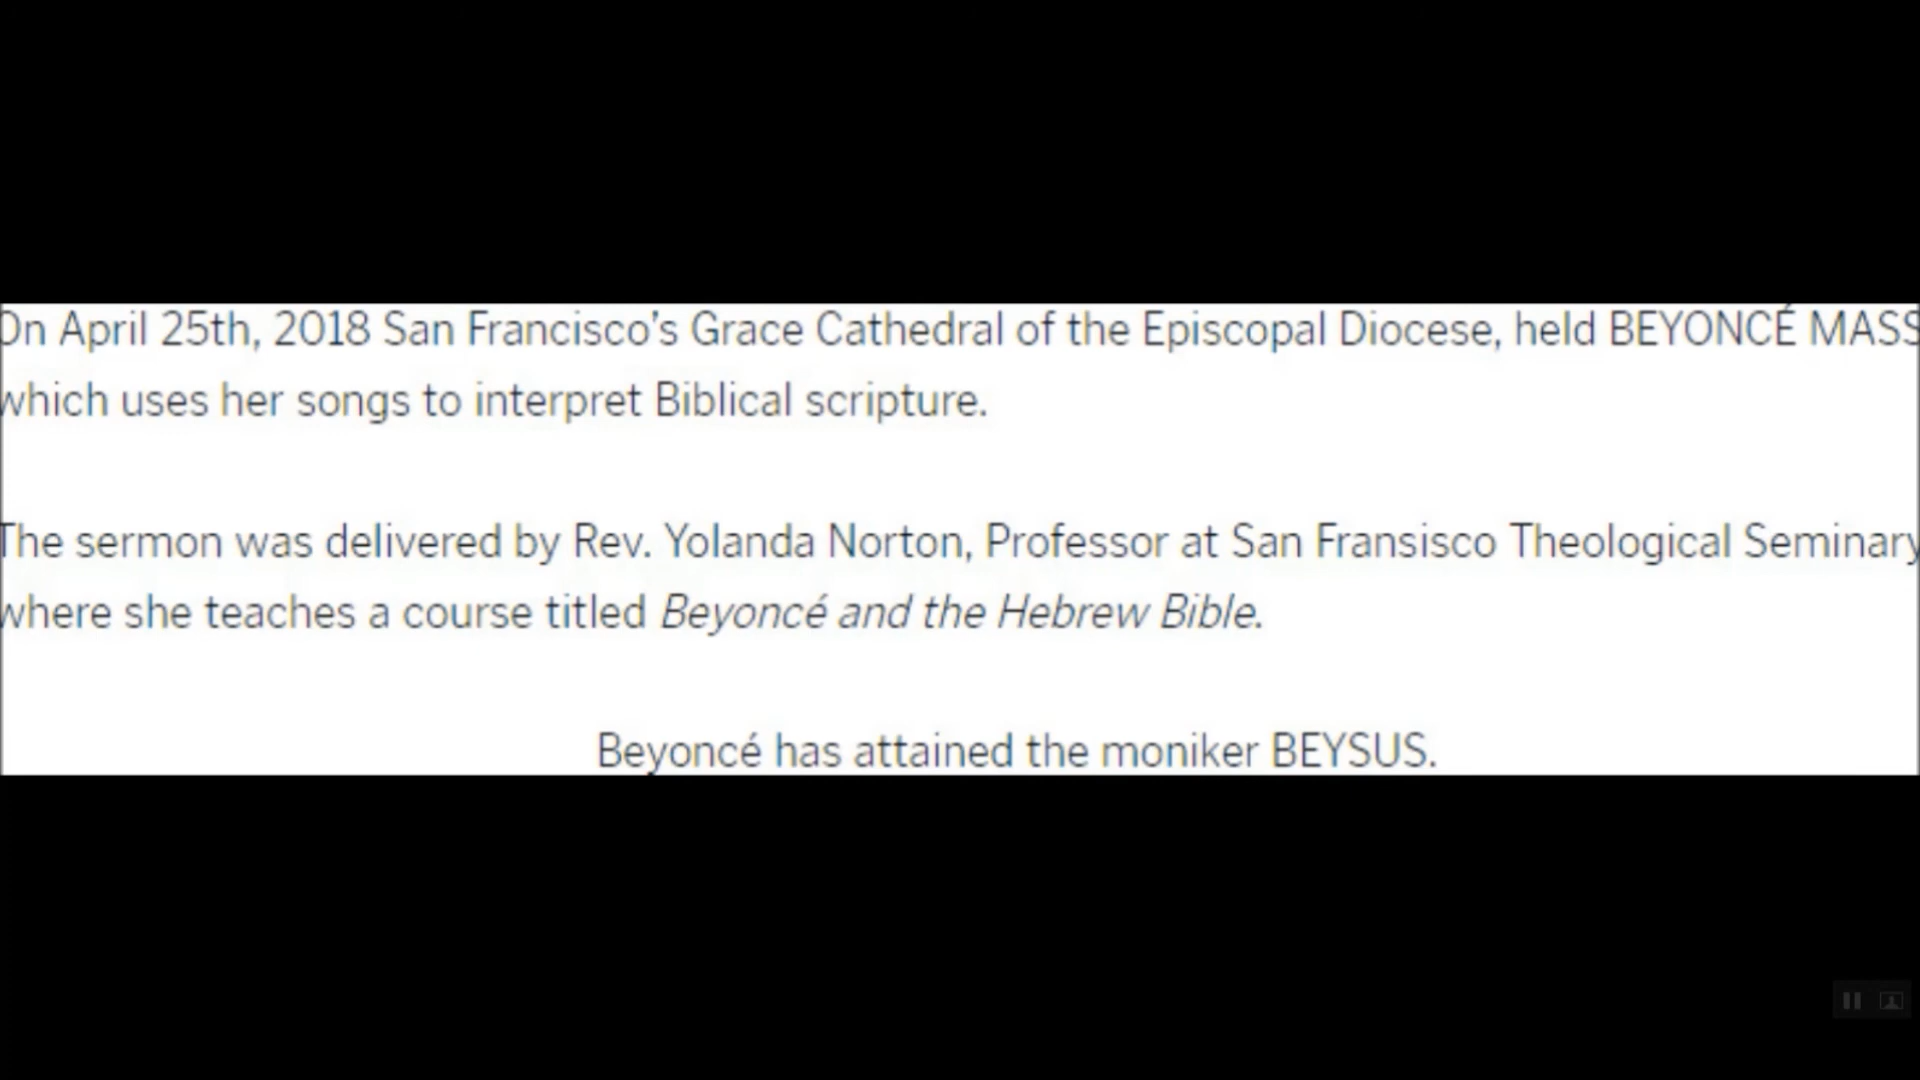 On April 25th, 2018 San Francisco's Grace Cathedral of the Episcopal Diocese, held BEYONCÉ MASS
which uses her songs to interpret Biblical scripture.
The sermon was delivered by Rev. Yolanda Norton, Professor at San Fransisco Theological Seminary
where she teaches a course titled Beyoncé and the Hebrew Bible.
Beyoncé has attained the moniker BEYSUS.